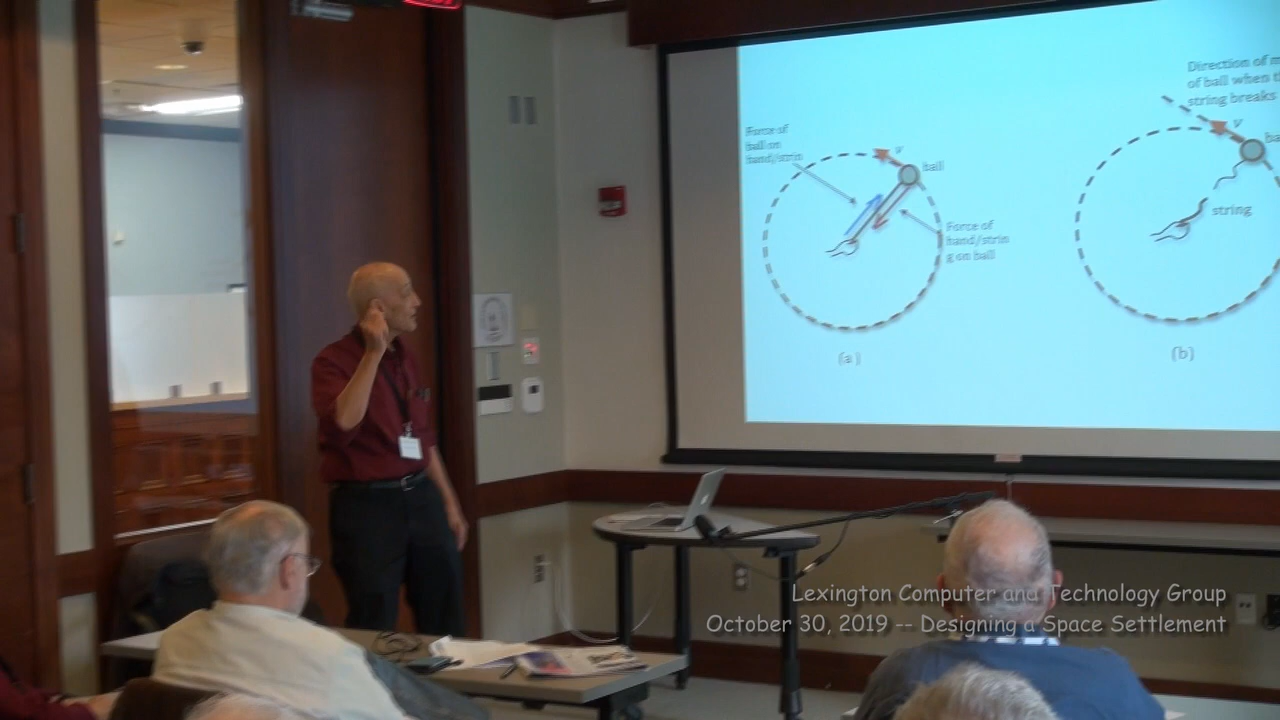 Direction of
of ball when
string breaks
Force of
ball on
hand/strin
v
ball
v
string
Force of
hand/strin
g on ball
(a)
(b)
Lexington Computer and Technology Group
October 30, 2019 -- Designing a Space Settlement